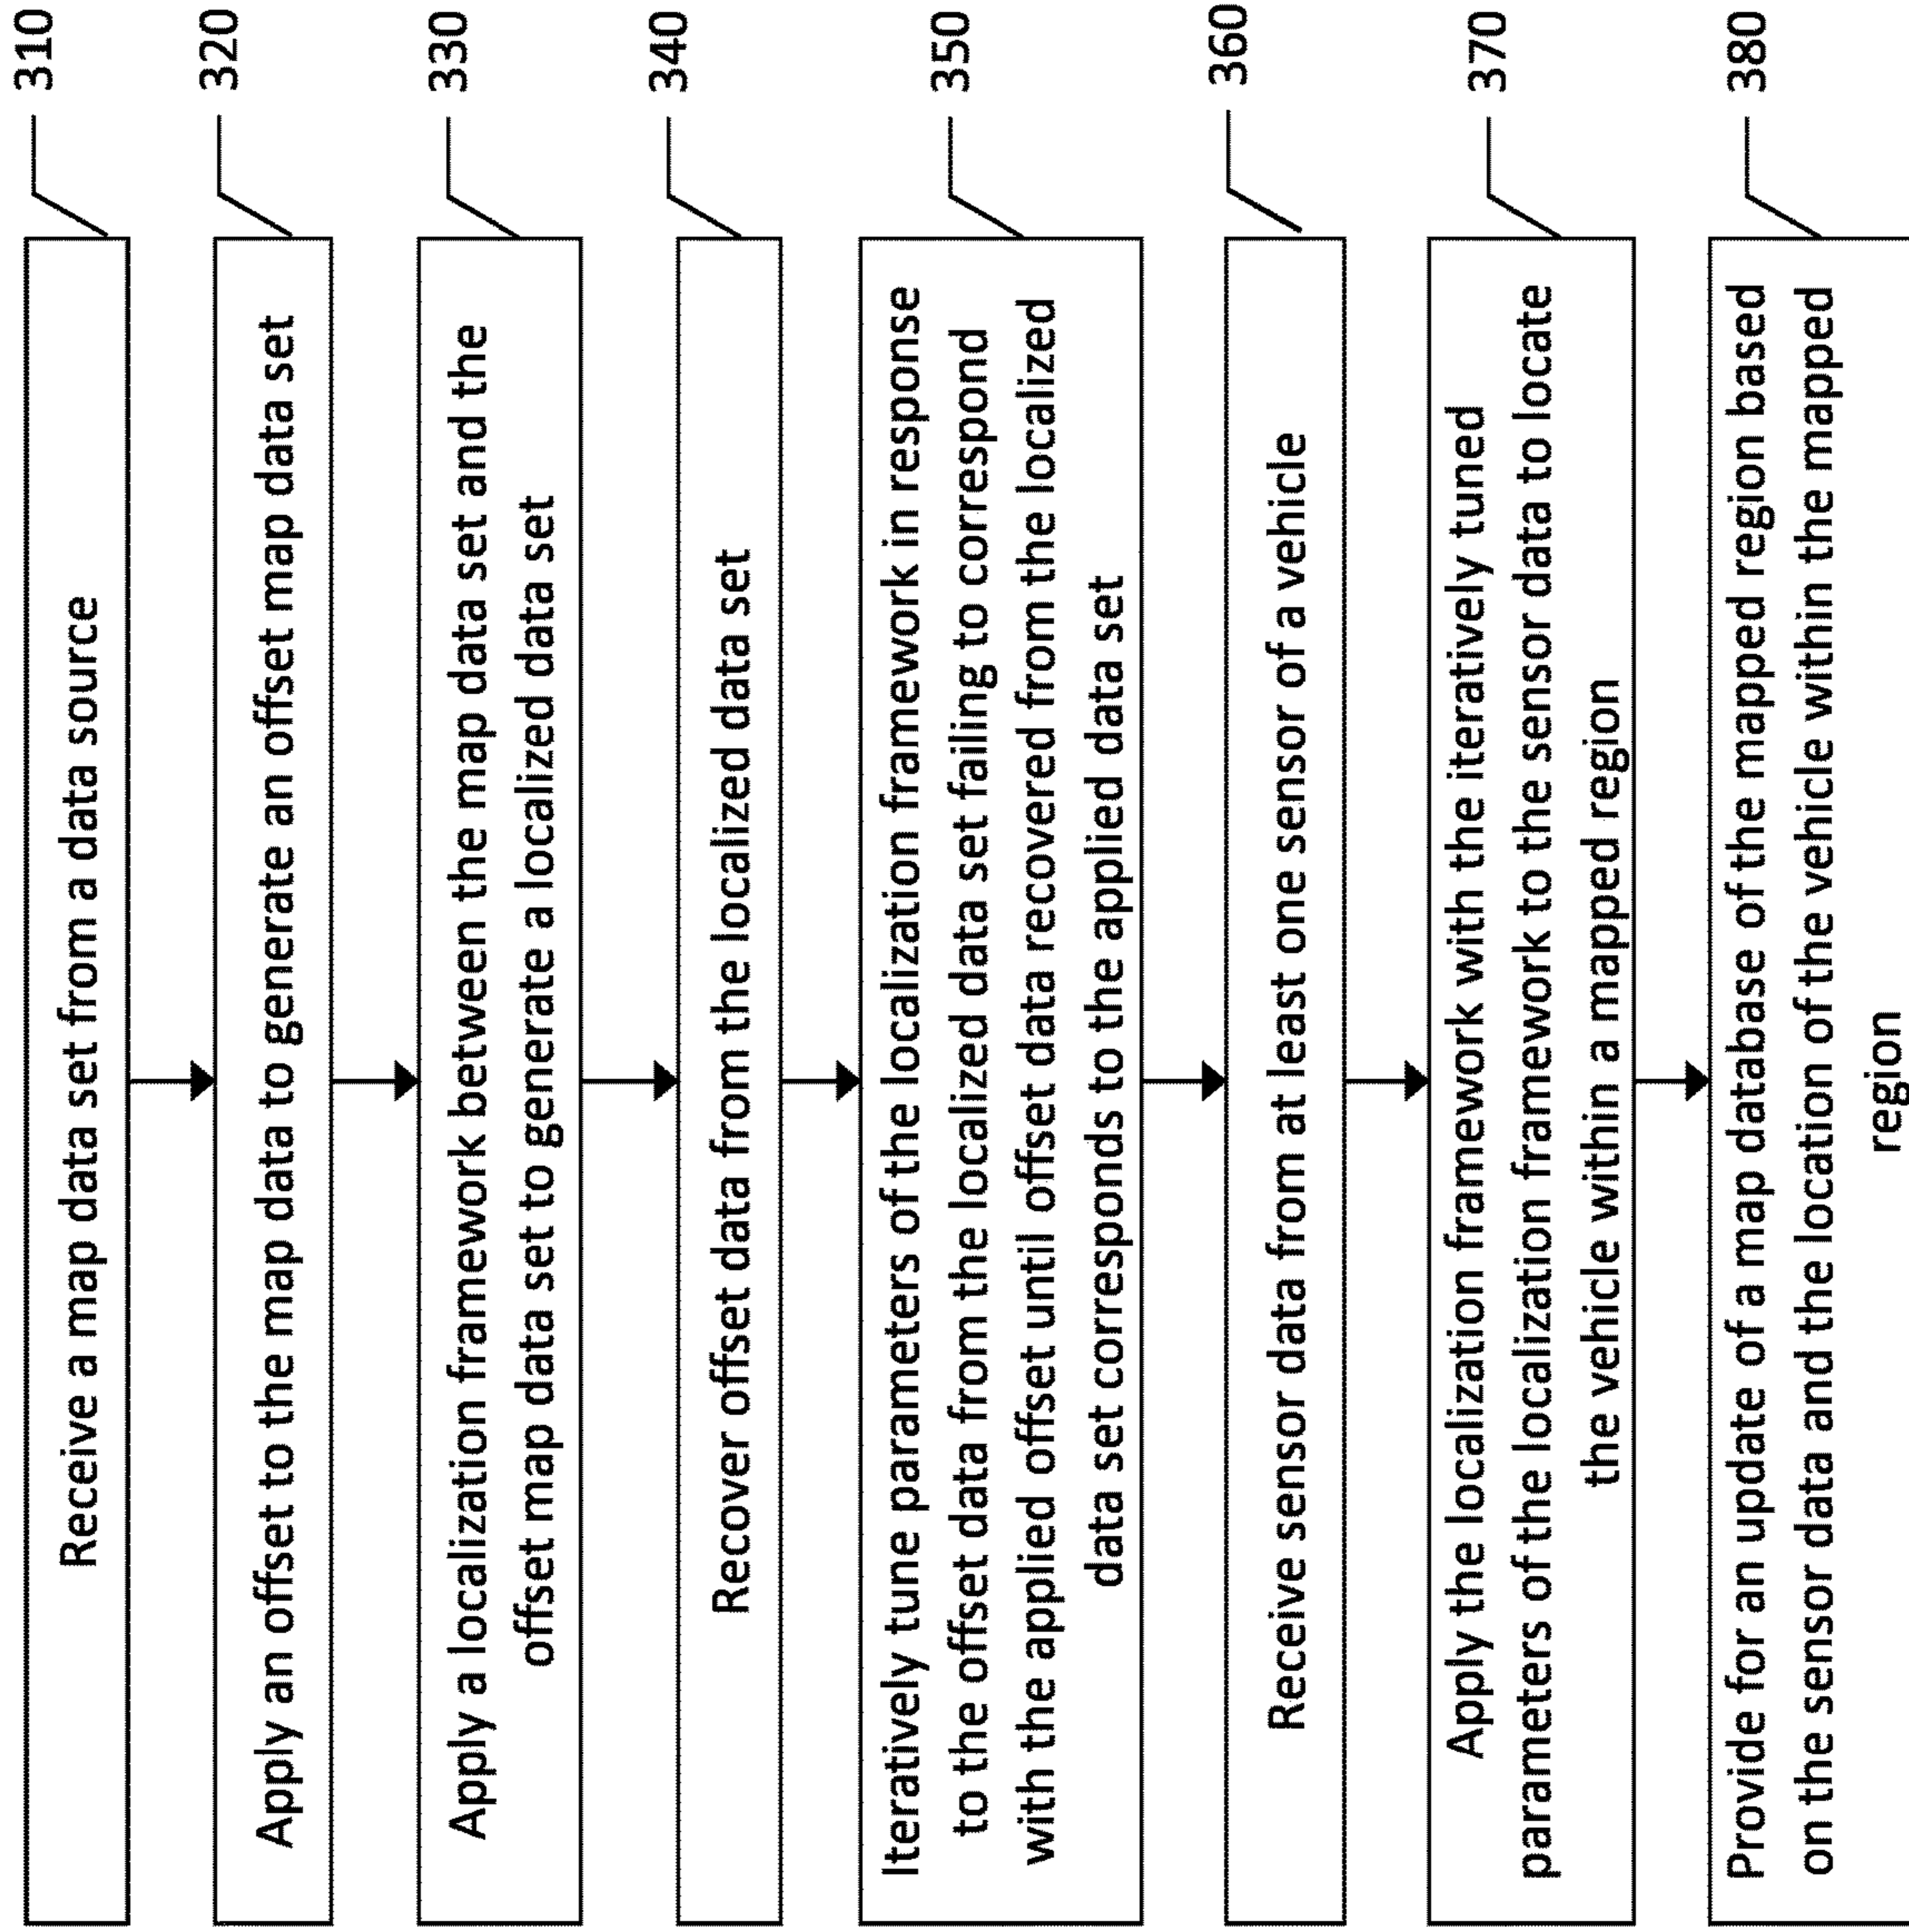 Receive a map data set from a data source
310
Apply an offset to the map data to generate an offset map data set
320
Apply a localization framework between the map data set and the
offset map data set to generate a localized data set
330
Recover offset data from the localized data set
340
Iteratively tune parameters of the localization framework in response
to the offset data from the localized data set failing to correspond
with the applied offset until offset data recovered from the localized
data set corresponds to the applied data set
350
Receive sensor data from at least one sensor of a vehicle
360
Apply the localization framework with the iteratively tuned
parameters of the localization framework to the sensor data to locate
the vehicle within a mapped region
370
Provide for an update of a map database of the mapped region based
on the sensor data and the location of the vehicle within the mapped
region
380